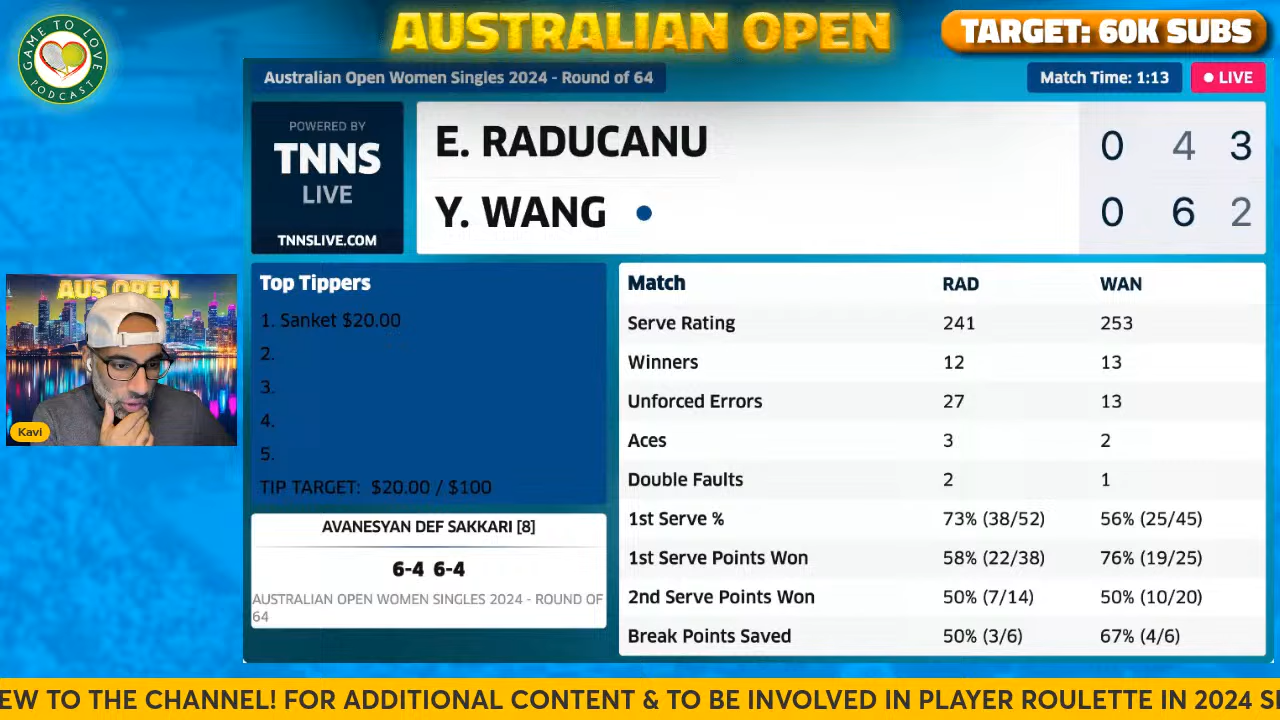 GAME TO LOVE
PODCAST
AUSTRALIAN OPEN
TARGET: 60K SUBS
Australian Open Women Singles 2024 - Round of 64
Match Time: 1:13
LIVE
POWERED BY
TNNS
LIVE
TNNSLIVE.COM
E. RADUCANU 0 4 3
Y. WANG 0 6 2
AUS OPEN
Kavi
Top Tippers
1. Sanket $20.00
2.
3.
4.
5.
TIP TARGET: $20.00 / $100
AVANESYAN DEF SAKKARI [8]
6-4 6-4
AUSTRALIAN OPEN WOMEN SINGLES 2024 - ROUND OF
64
Match RAD WAN
Serve Rating 241 253
Winners 12 13
Unforced Errors 27 13
Aces 3 2
Double Faults 2 1
1st Serve % 73% (38/52) 56% (25/45)
1st Serve Points Won 58% (22/38) 76% (19/25)
2nd Serve Points Won 50% (7/14) 50% (10/20)
Break Points Saved 50% (3/6) 67% (4/6)
EW TO THE CHANNEL! FOR ADDITIONAL CONTENT & TO BE INVOLVED IN PLAYER ROULETTE IN 2024 S